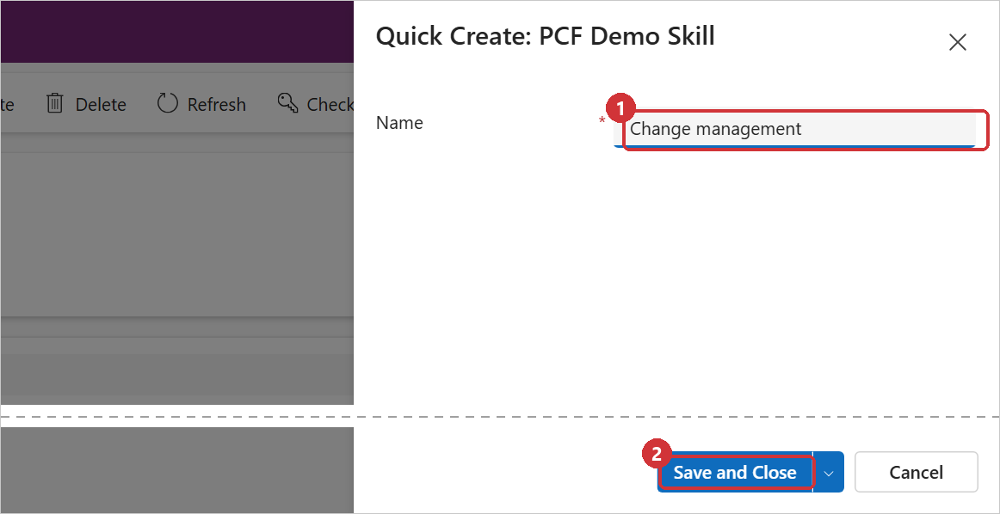 Quick Create: PCF Demo Skill
te Delete Refresh Check
Name * 1 Change management
2 Save and Close Cancel